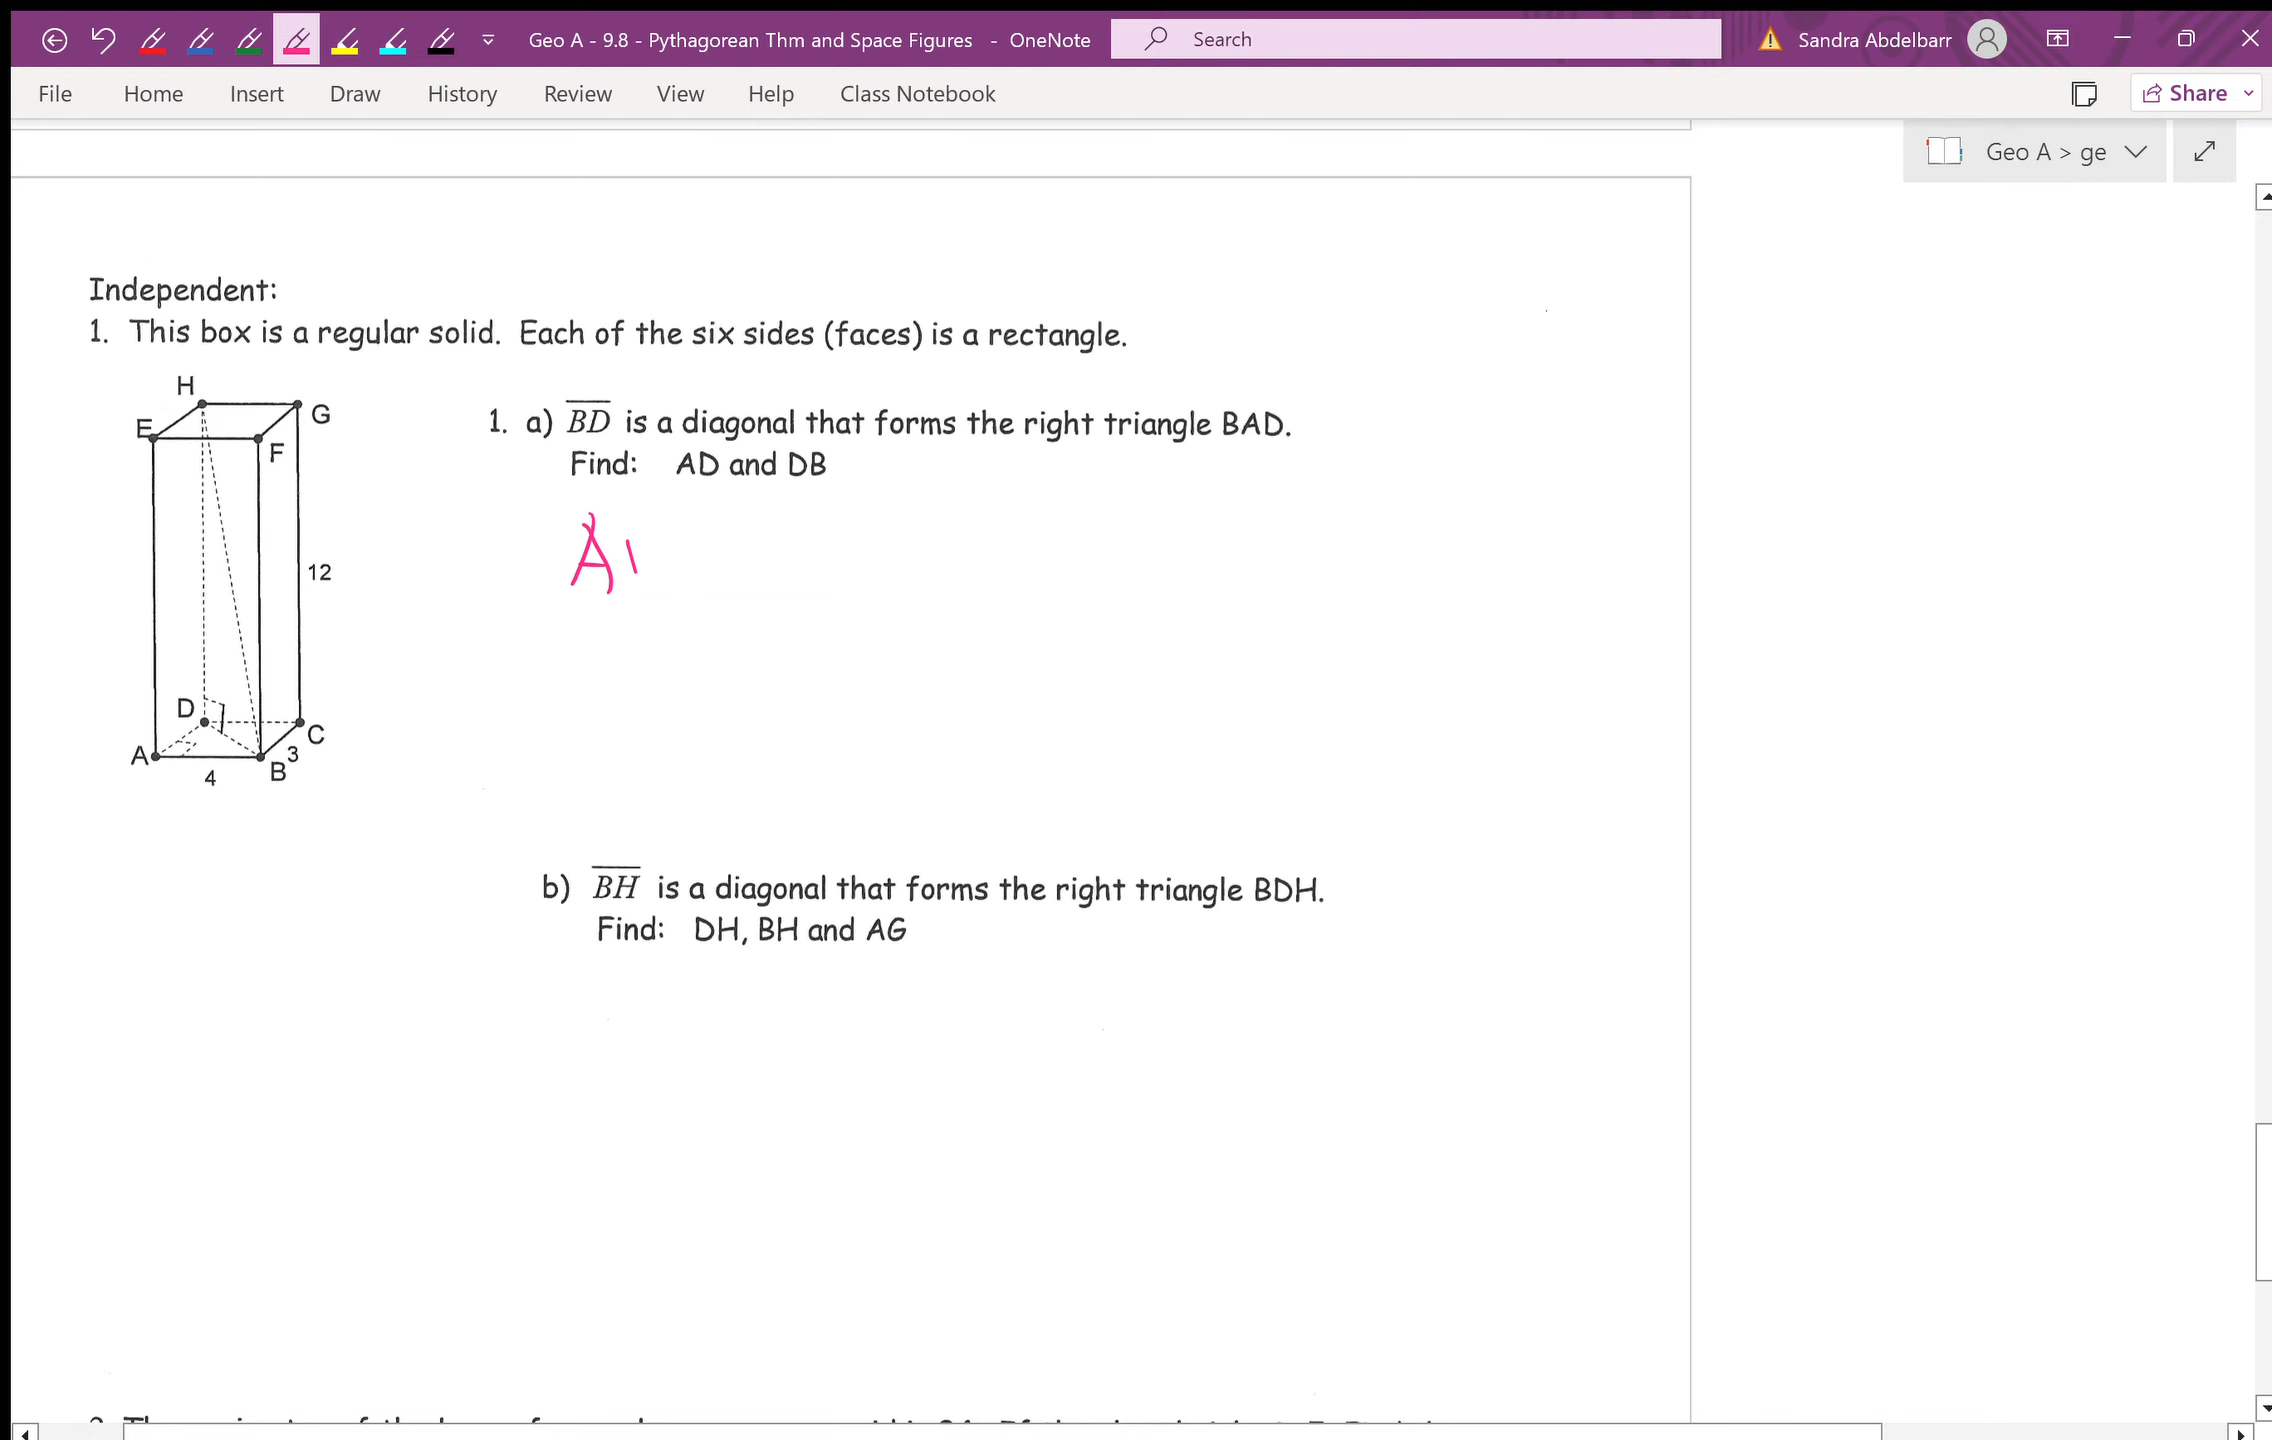 Geo A - 9.8 - Pythagorean Thm and Space Figures - OneNote
Search
Sandra Abdelbarr
File Home Insert Draw History Review View Help Class Notebook
Share
Geo A > ge
Independent:
1. This box is a regular solid. Each of the six sides (faces) is a rectangle.
H
G
E
F
12
D
C
A
3
B
4
1. a) BD is a diagonal that forms the right triangle BAD.
Find: AD and DB
A
b) BH is a diagonal that forms the right triangle BDH.
Find: DH, BH and AG